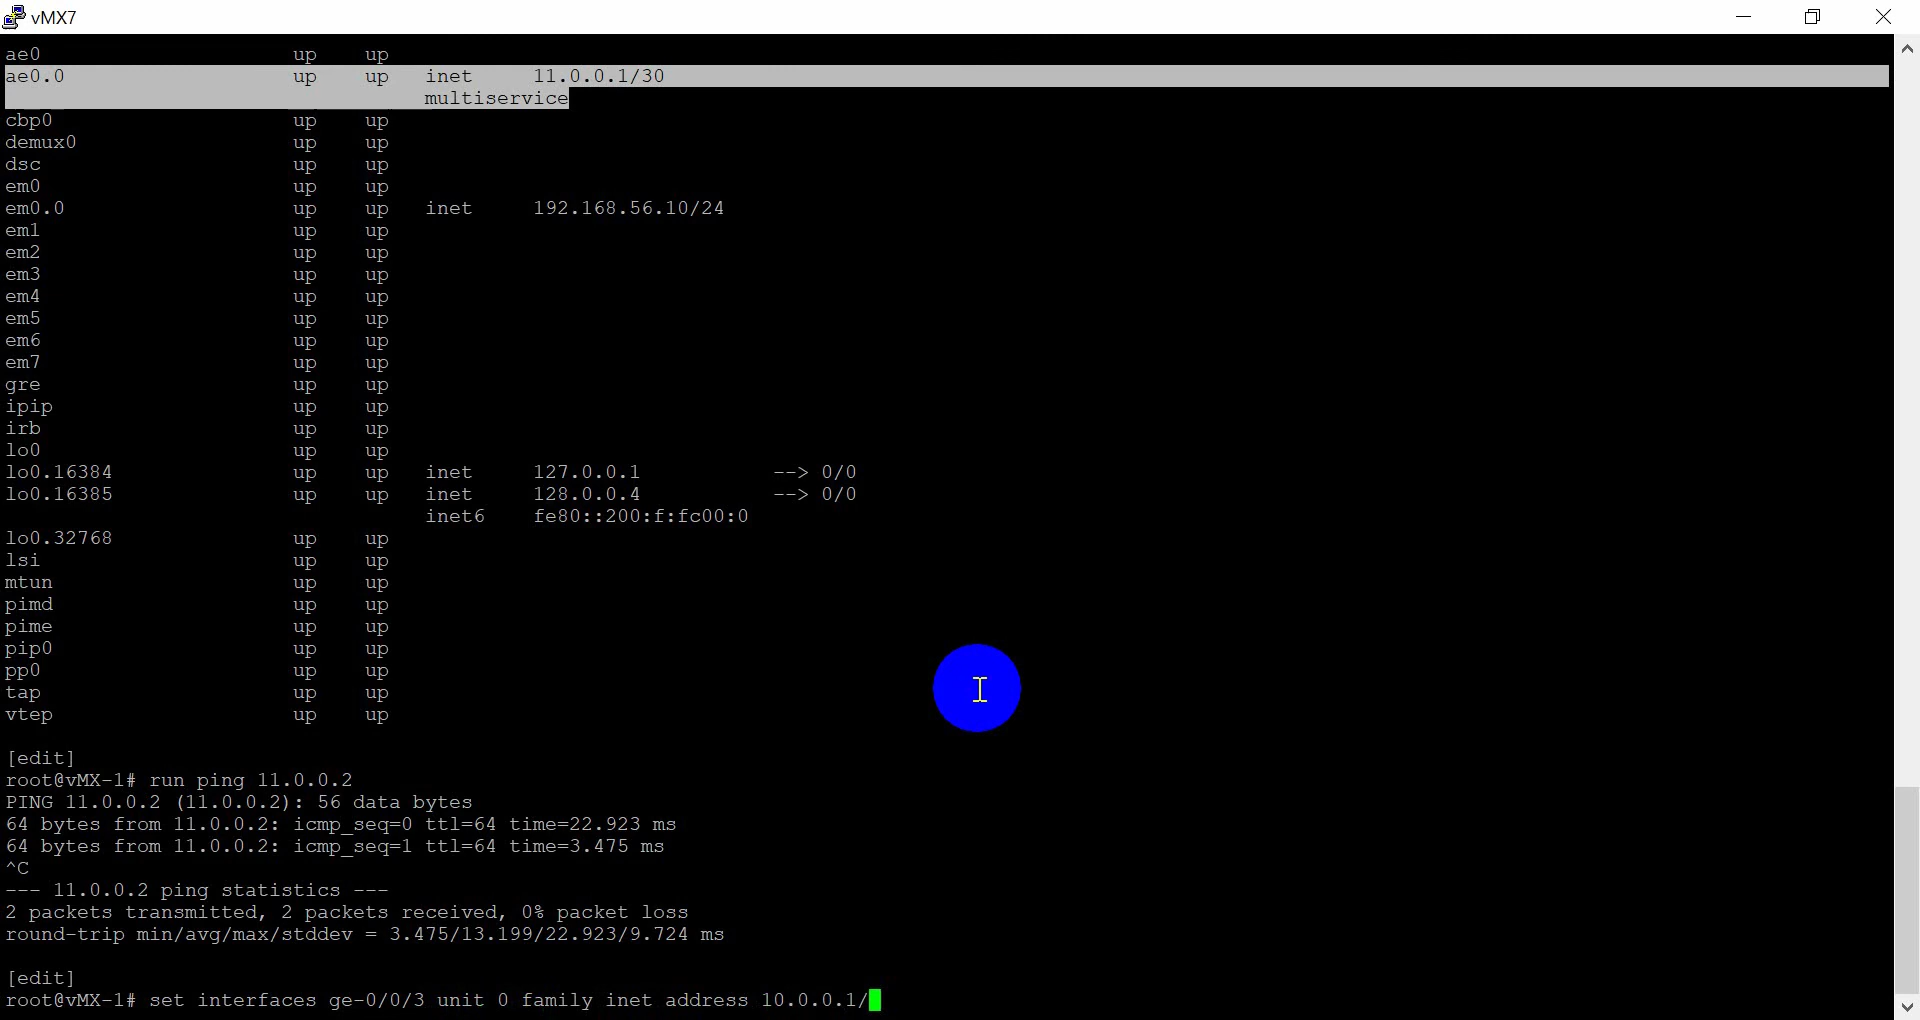 vMX7
ae0 up up
ae0.0 up up inet 11.0.0.1/30
multiservice
cbp0 up up
demux0 up up
dsc up up
em0 up up
em0.0 up up inet 192.168.56.10/24
em1 up up
em2 up up
em3 up up
em4 up up
em5 up up
em6 up up
em7 up up
gre up up
ipip up up
irb up up
lo0 up up
lo0.16384 up up inet 127.0.0.1 --> 0/0
lo0.16385 up up inet 128.0.0.4 --> 0/0
inet6 fe80::200:f:fc00:0
lo0.32768 up up
lsi up up
mtun up up
pimd up up
pime up up
pip0 up up
pp0 up up
tap up up
vtep up up
[edit]
root@vMX-1# run ping 11.0.0.2
PING 11.0.0.2 (11.0.0.2): 56 data bytes
64 bytes from 11.0.0.2: icmp_seq=0 ttl=64 time=22.923 ms
64 bytes from 11.0.0.2: icmp_seq=1 ttl=64 time=3.475 ms
^C
--- 11.0.0.2 ping statistics ---
2 packets transmitted, 2 packets received, 0% packet loss
round-trip min/avg/max/stddev = 3.475/13.199/22.923/9.724 ms
[edit]
root@vMX-1# set interfaces ge-0/0/3 unit 0 family inet address 10.0.0.1/